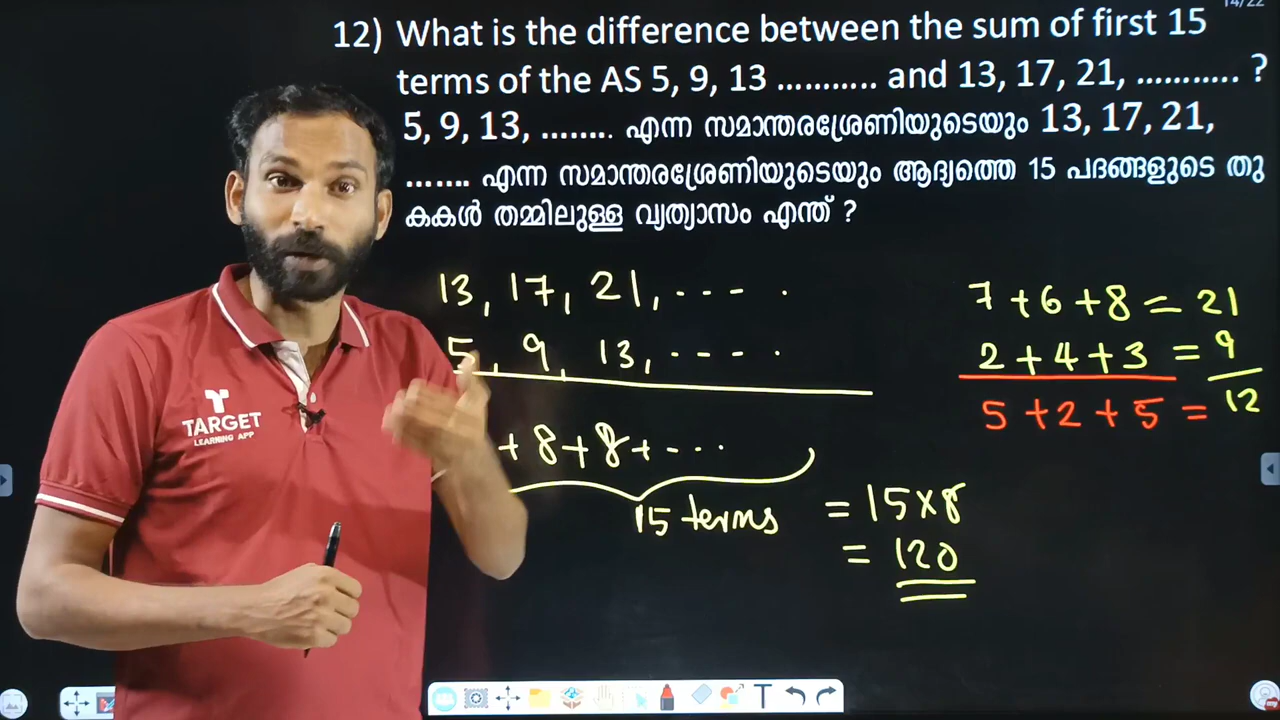 14/22
12) What is the difference between the sum of first 15
terms of the AS 5, 9, 13 ........... and 13, 17, 21, ........... ?
5, 9, 13, ........ എന്ന സമാന്തരശ്രേണിയുടെയും 13, 17, 21,
....... എന്ന സമാന്തരശ്രേണിയുടെയും ആദ്യത്തെ 15 പദങ്ങളുടെ തു
കകൾ തമ്മിലുള്ള വ്യത്യാസം എന്ത് ?
13, 17, 21, - - - .
5, 9, 13, - - - - .
+ 8 + 8 + - - . .
15 terms
= 15 × 8
= 120
7 + 6 + 8 = 21
2 + 4 + 3 = 9
5 + 2 + 5 = 12
TARGET
LEARNING APP
T